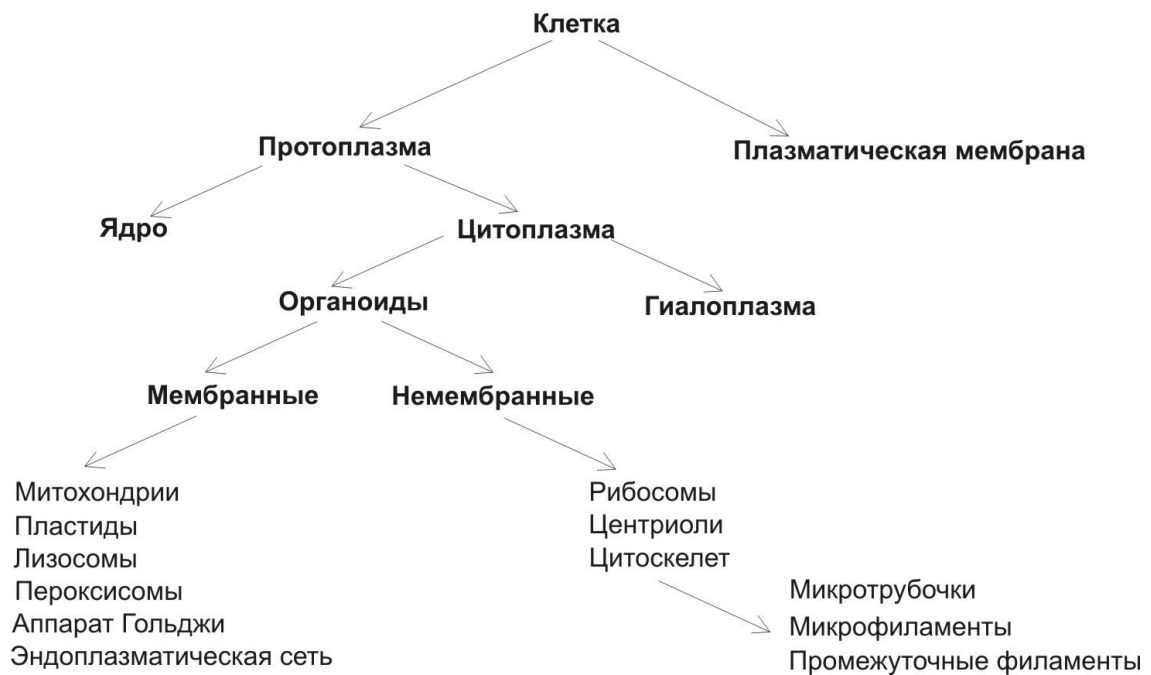 Клетка
Протоплазма
Плазматическая мембрана
Ядро
Цитоплазма
Органоиды
Гиалоплазма
Мембранные
Немембранные
Митохондрии
Пластиды
Лизосомы
Пероксисомы
Аппарат Гольджи
Эндоплазматическая сеть
Рибосомы
Центриоли
Цитоскелет
Микротрубочки
Микрофиламенты
Промежуточные филаменты